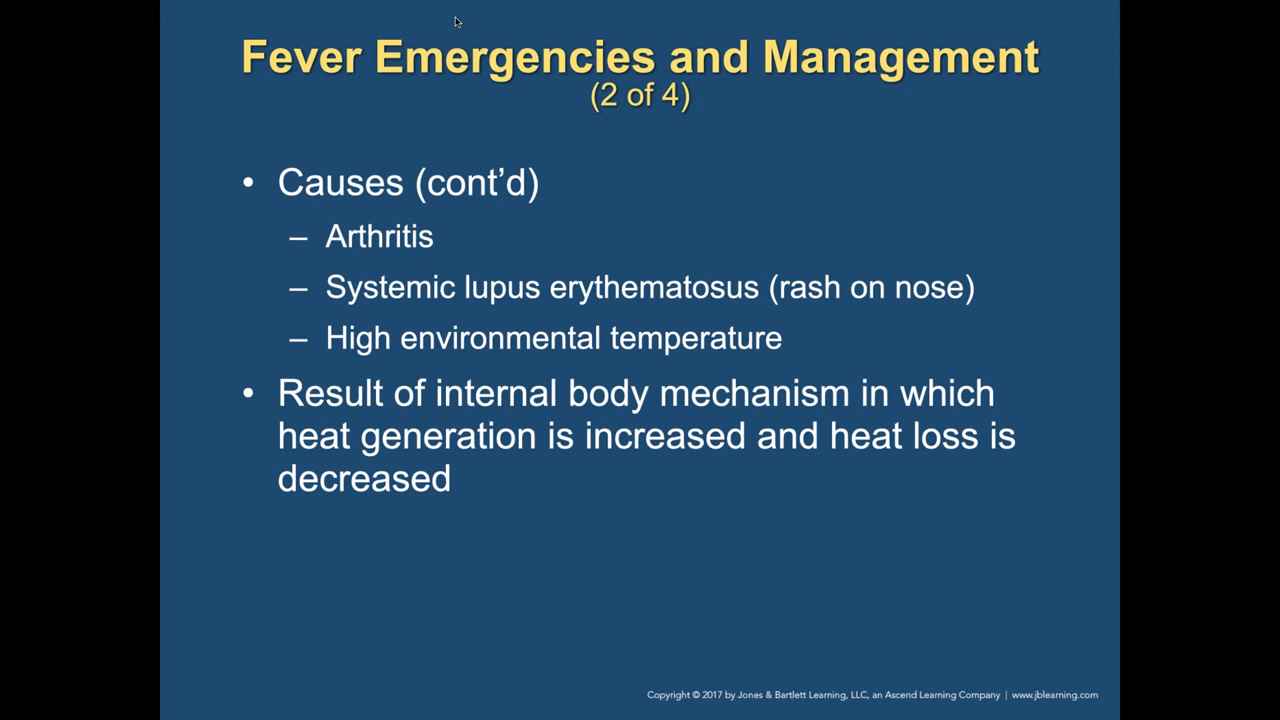 Fever Emergencies and Management
(2 of 4)
• Causes (cont’d)
– Arthritis
– Systemic lupus erythematosus (rash on nose)
– High environmental temperature
• Result of internal body mechanism in which
heat generation is increased and heat loss is
decreased
Copyright © 2017 by Jones & Bartlett Learning, LLC, an Ascend Learning Company | www.jblearning.com